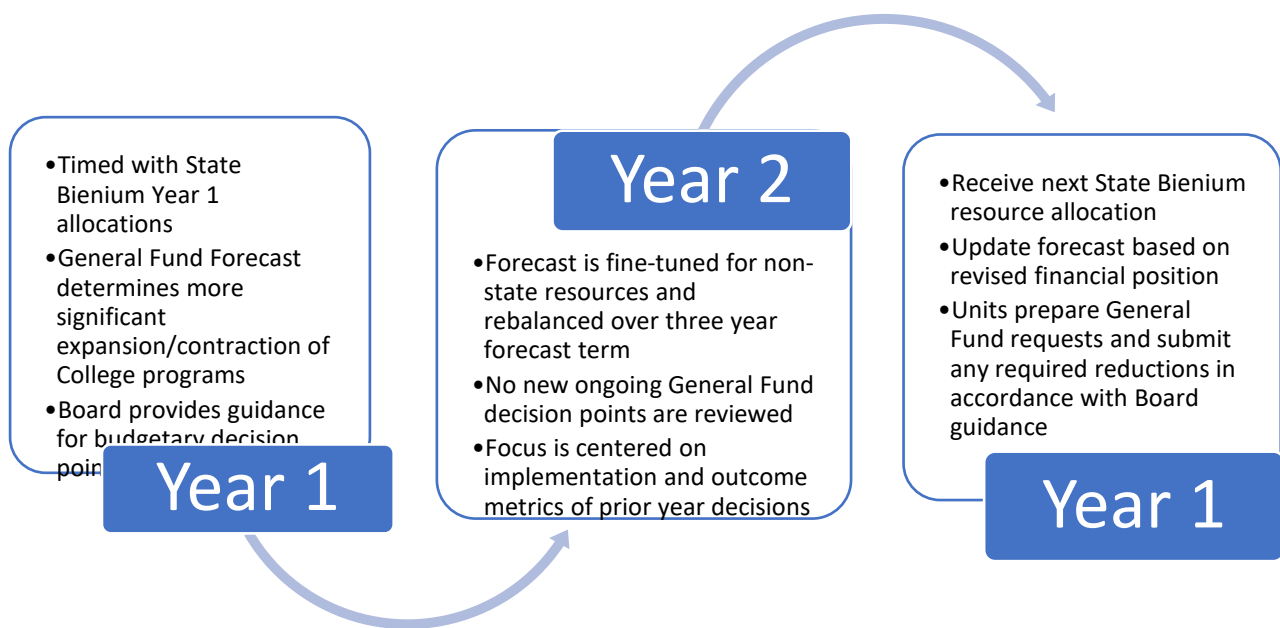 •Timed with State
Bienium Year 1
allocations
•General Fund Forecast
determines more
significant
expansion/contraction of
College programs
•Board provides guidance
for budgetary decision
Year 1
Year 2
•Forecast is fine-tuned for non-
state resources and
rebalanced over three year
forecast term
•No new ongoing General Fund
decision points are reviewed
•Focus is centered on
implementation and outcome
metrics of prior year decisions
•Receive next State Bienium
resource allocation
•Update forecast based on
revised financial position
•Units prepare General
Fund requests and submit
any required reductions in
accordance with Board
guidance
Year 1